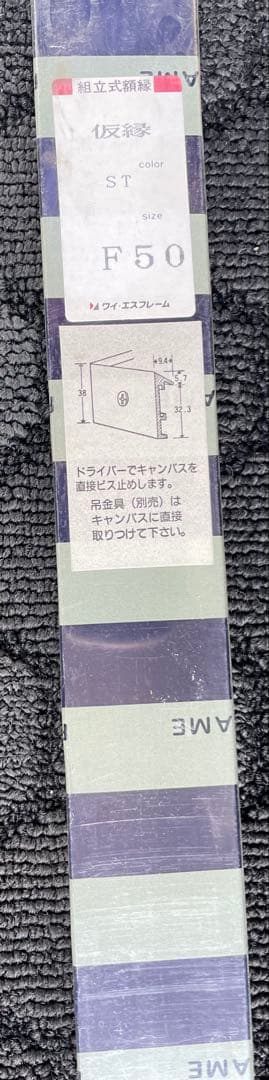 AME
組立式額縁
仮縁
color
ST
size
F50
ワイ・エスフレーム
9.4
5.7
38
32.3
ドライバーでキャンバスを
直接ビス止めします。
吊金具（別売）は
キャンバスに直接
取りつけて下さい。
AME
AME